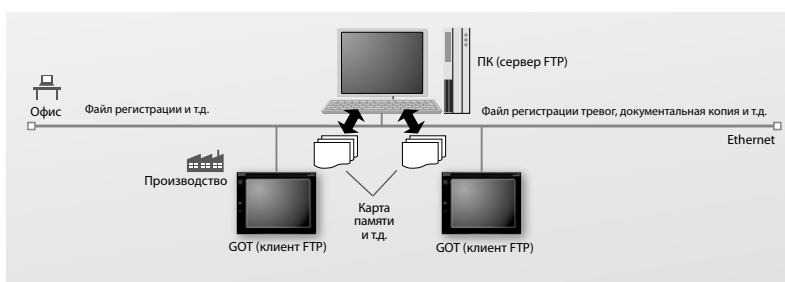 ПК (сервер FTP)
Офис
Файл регистрации и т.д.
Файл регистрации тревог, документальная копия и т.д.
Ethernet
Производство
Карта
памяти
и т.д.
GOT (клиент FTP)
GOT (клиент FTP)